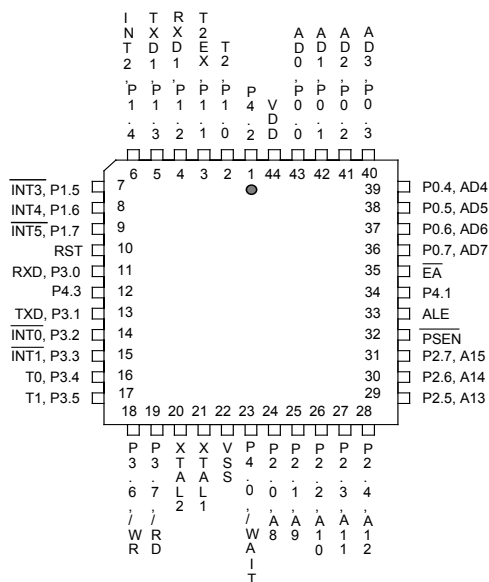 INT2, P1.4
TXD1, P1.3
RXD1, P1.2
T2EX, P1.1
T2, P1.0
P4.2
VDD
AD0, P0.0
AD1, P0.1
AD2, P0.2
AD3, P0.3
6 5 4 3 2 1 44 43 42 41 40
INT3, P1.5 7
INT4, P1.6 8
INT5, P1.7 9
RST 10
RXD, P3.0 11
P4.3 12
TXD, P3.1 13
INT0, P3.2 14
INT1, P3.3 15
T0, P3.4 16
T1, P3.5 17
39 P0.4, AD4
38 P0.5, AD5
37 P0.6, AD6
36 P0.7, AD7
35 EA
34 P4.1
33 ALE
32 PSEN
31 P2.7, A15
30 P2.6, A14
29 P2.5, A13
18 19 20 21 22 23 24 25 26 27 28
P3.6, /WR
P3.7, /RD
XTAL2
XTAL1
VSS
P4.0, /WAIT
P2.0, A8
P2.1, A9
P2.2, A10
P2.3, A11
P2.4, A12